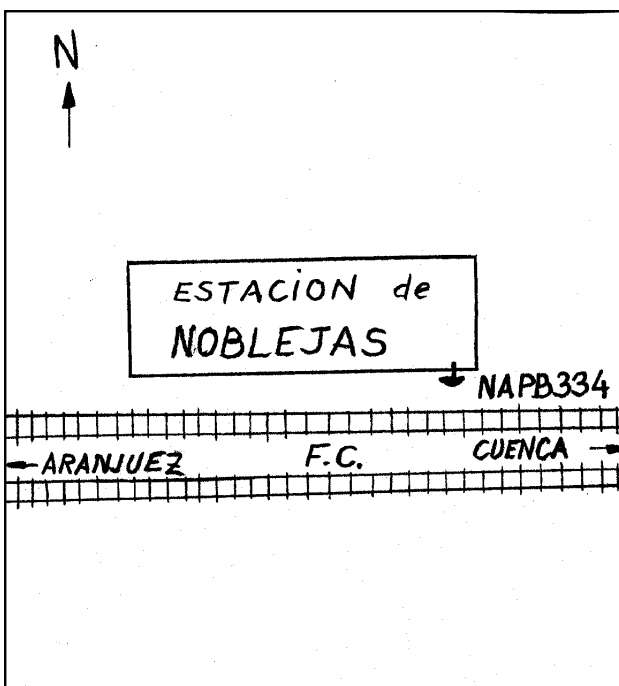 N
ESTACION de
NOBLEJAS
NAPB334
ARANJUEZ F.C. CUENCA